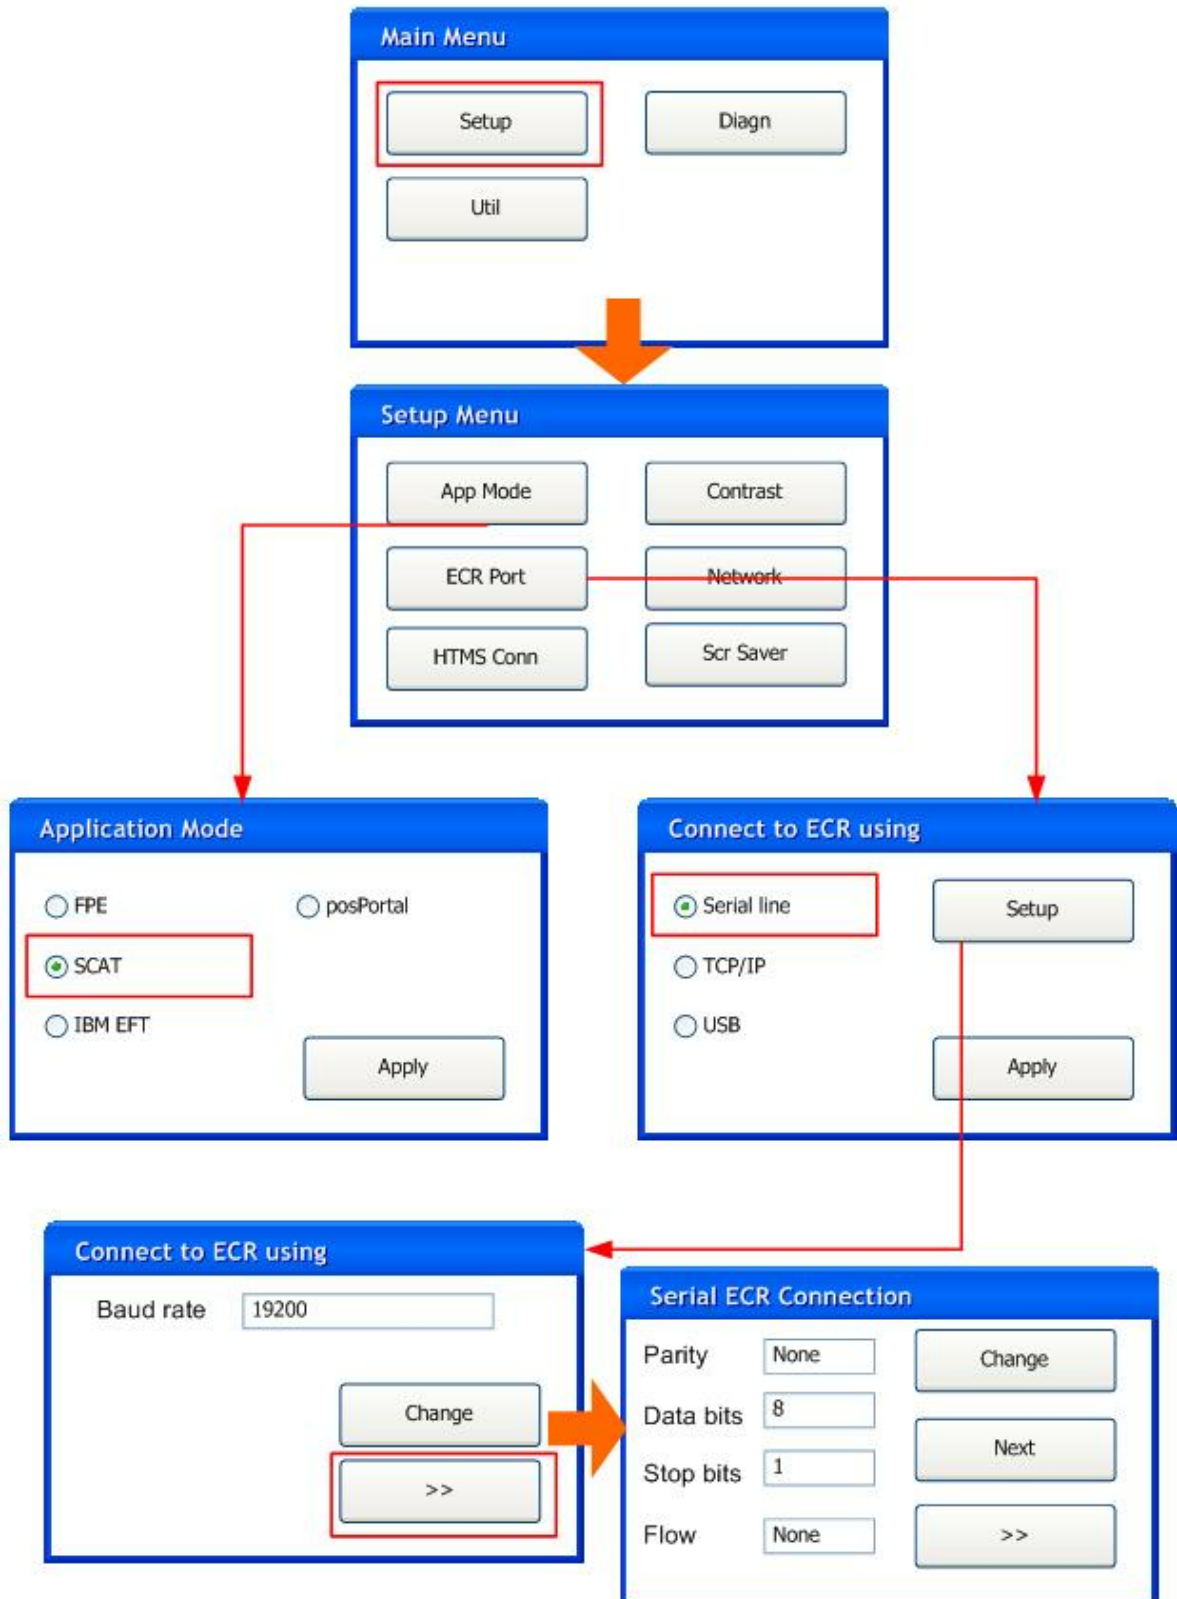 Main Menu
Setup
Diagn
Util
Setup Menu
App Mode
Contrast
ECR Port
Network
HTMS Conn
Scr Saver
Application Mode
FPE
posPortal
SCAT
IBM EFT
Apply
Connect to ECR using
Serial line
Setup
TCP/IP
USB
Apply
Connect to ECR using
Baud rate 19200
Change
>>
Serial ECR Connection
Parity None
Change
Data bits 8
Next
Stop bits 1
Flow None
>>